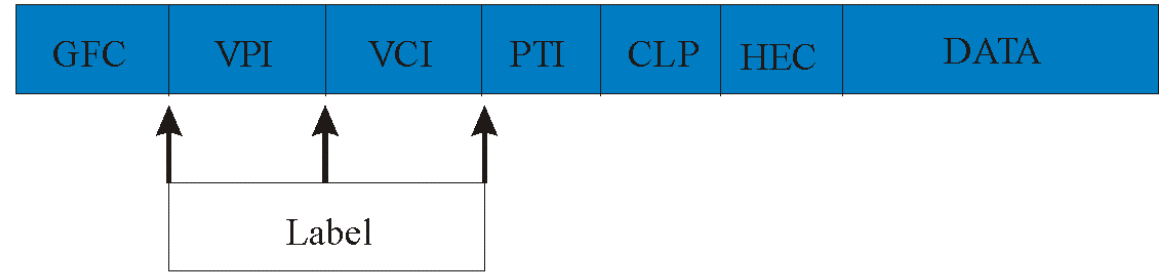 GFC VPI VCI PTI CLP HEC DATA
Label